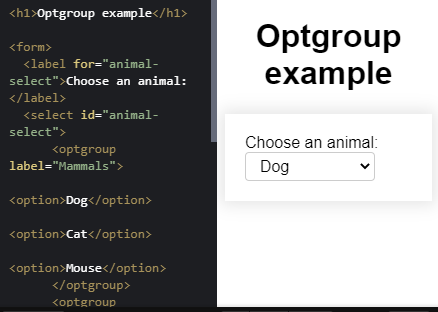 <h1>Optgroup example</h1>
<form>
<label for="animal-
select">Choose an animal:
</label>
<select id="animal-
select">
<optgroup
label="Mammals">
<option>Dog</option>
<option>Cat</option>
<option>Mouse</option>
</optgroup>
<optgroup
Optgroup
example
Choose an animal:
Dog